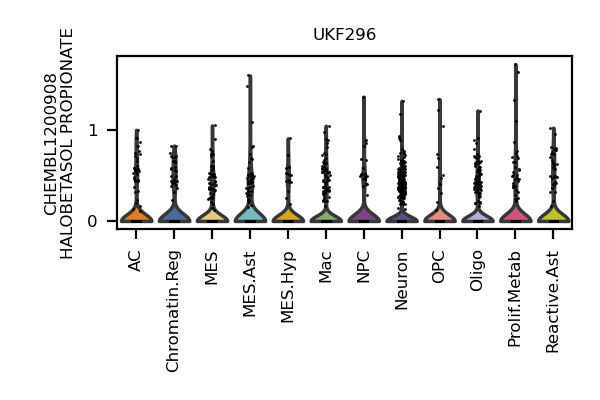 UKF296
CHEMBL1200908
HALOBETASOL PROPIONATE
1
0
AC
Chromatin.Reg
MES
MES.Ast
MES.Hyp
Mac
NPC
Neuron
OPC
Oligo
Prolif.Metab
Reactive.Ast